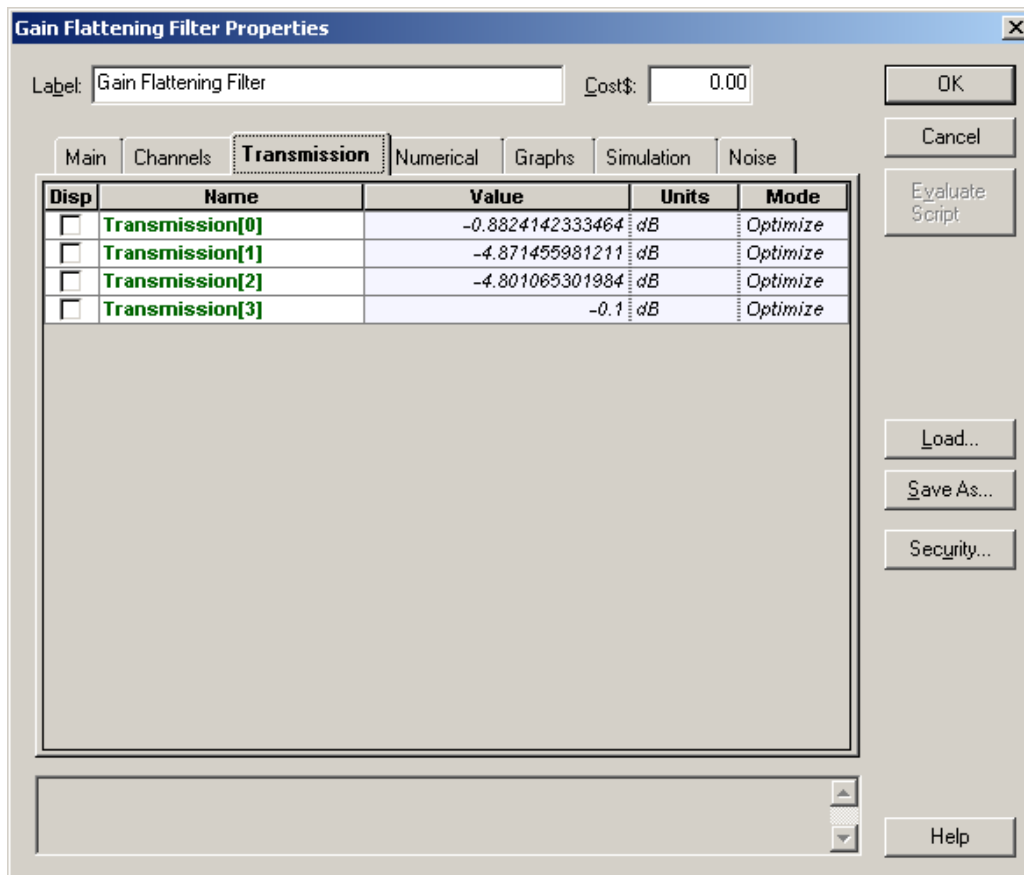 Gain Flattening Filter Properties
Label: Gain Flattening Filter Cost$: 0.00 OK
Cancel
Main Channels Transmission Numerical Graphs Simulation Noise
Evaluate
Script
Disp Name Value Units Mode
Transmission[0] -0.8824142333464 dB Optimize
Transmission[1] -4.871455981211 dB Optimize
Transmission[2] -4.801065301984 dB Optimize
Transmission[3] -0.1 dB Optimize
Load...
Save As...
Security...
Help